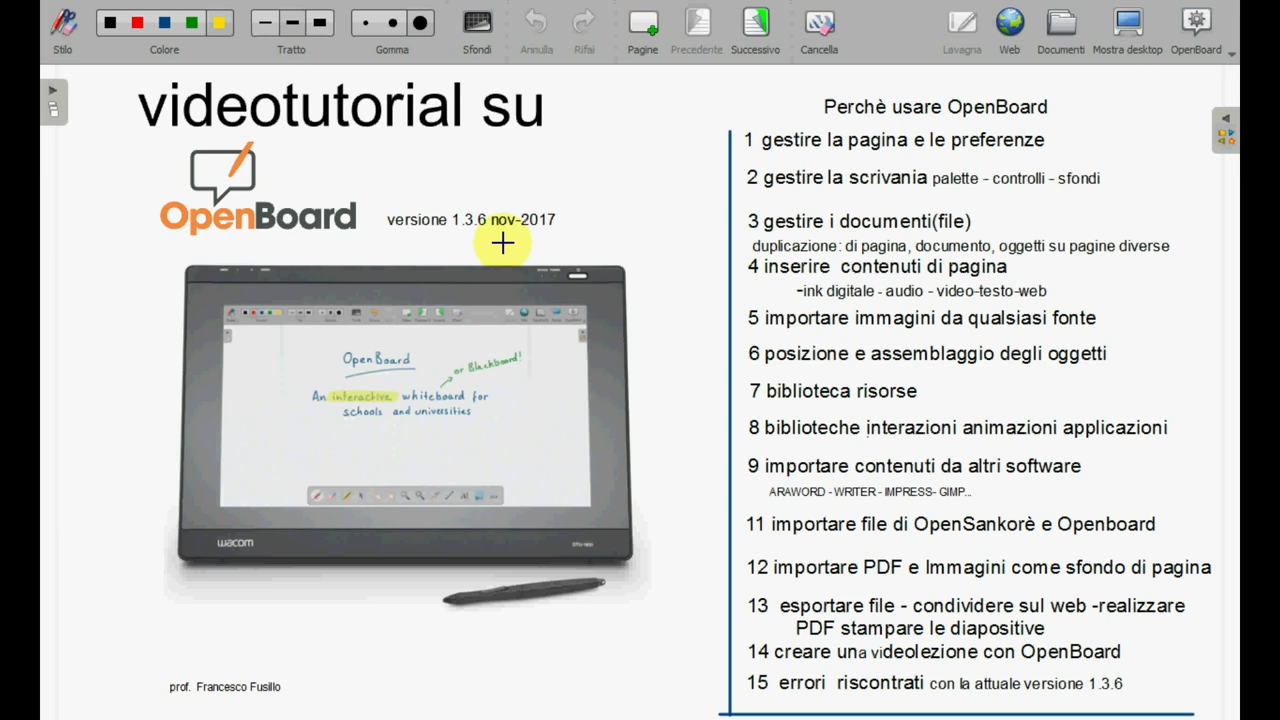 Stilo
Colore
Tratto
Gomma
Sfondi
Annulla
Rifai
Pagine
Precedente
Successivo
Cancella
Lavagna
Web
Documenti
Mostra desktop
OpenBoard
videotutorial su
OpenBoard
versione 1.3.6 nov-2017
OpenBoard
or Blackboard!
An interactive whiteboard for
schools and universities
wacom
prof. Francesco Fusillo
Perchè usare OpenBoard
1 gestire la pagina e le preferenze
2 gestire la scrivania palette - controlli - sfondi
3 gestire i documenti(file)
duplicazione: di pagina, documento, oggetti su pagine diverse
4 inserire contenuti di pagina
-ink digitale - audio - video-testo-web
5 importare immagini da qualsiasi fonte
6 posizione e assemblaggio degli oggetti
7 biblioteca risorse
8 biblioteche interazioni animazioni applicazioni
9 importare contenuti da altri software
ARAWORD - WRITER - IMPRESS- GIMP...
11 importare file di OpenSankorè e Openboard
12 importare PDF e Immagini come sfondo di pagina
13 esportare file - condividere sul web -realizzare
PDF stampare le diapositive
14 creare una videolezione con OpenBoard
15 errori riscontrati con la attuale versione 1.3.6